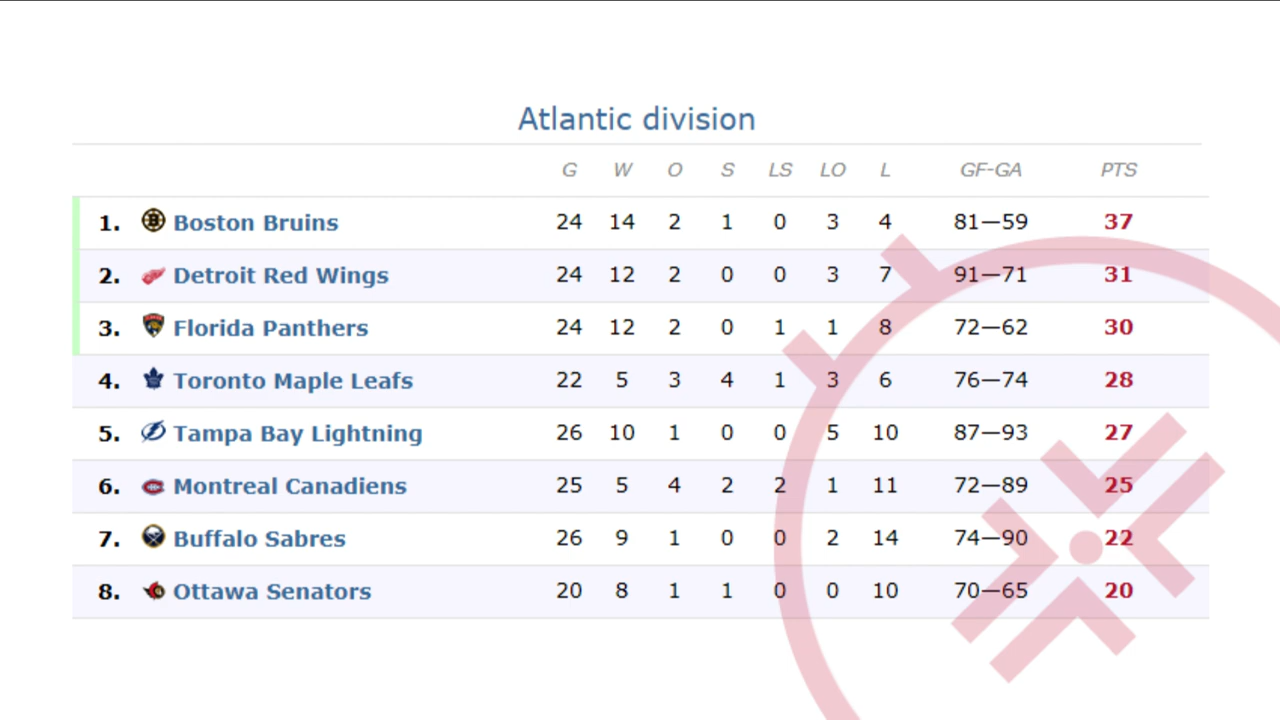 Atlantic division
G W O S LS LO L GF-GA PTS
1. Boston Bruins 24 14 2 1 0 3 4 81—59 37
2. Detroit Red Wings 24 12 2 0 0 3 7 91—71 31
3. Florida Panthers 24 12 2 0 1 1 8 72—62 30
4. Toronto Maple Leafs 22 5 3 4 1 3 6 76—74 28
5. Tampa Bay Lightning 26 10 1 0 0 5 10 87—93 27
6. Montreal Canadiens 25 5 4 2 2 1 11 72—89 25
7. Buffalo Sabres 26 9 1 0 0 2 14 74—90 22
8. Ottawa Senators 20 8 1 1 0 0 10 70—65 20